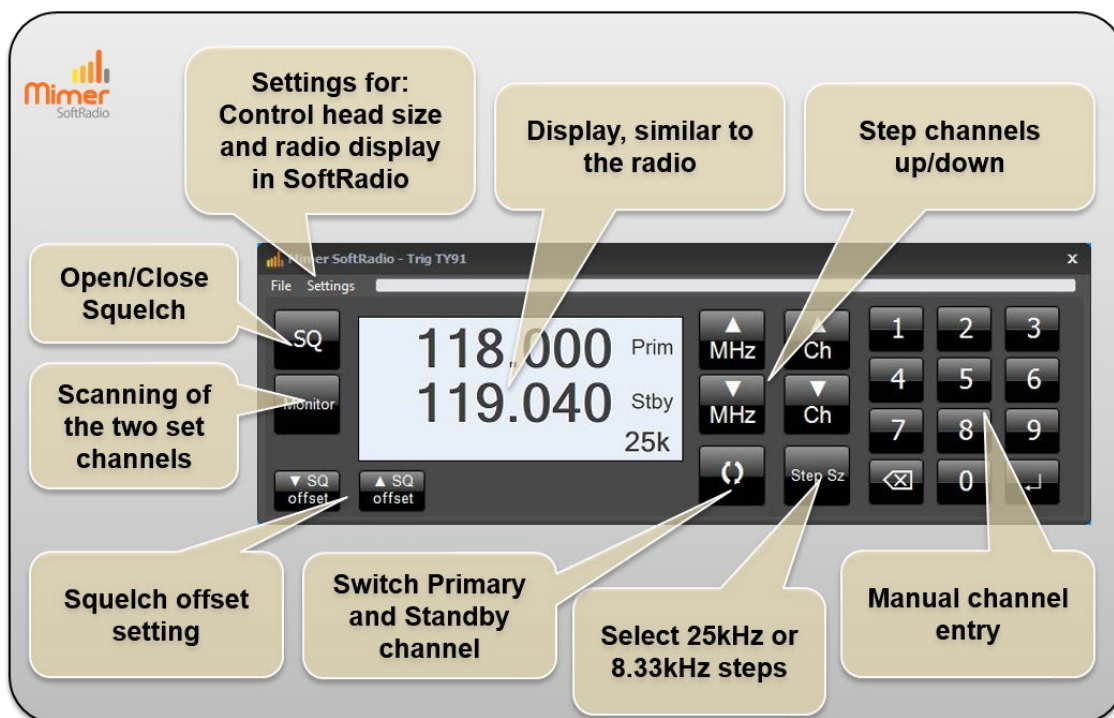 Mimer
SoftRadio
Settings for:
Control head size
and radio display
in SoftRadio
Display, similar to
the radio
Step channels
up/down
Open/Close
Squelch
Scanning of
the two set
channels
Mimer SoftRadio - Trig TY91
x
File Settings
SQ
118.000 Prim
119.040 Stby
25k
Monitor
▼ SQ
offset
▲ SQ
offset
▲
MHz
▲
Ch
▼
MHz
▼
Ch
Step Sz
1 2 3
4 5 6
7 8 9
0
Squelch offset
setting
Switch Primary
and Standby
channel
Select 25kHz or
8.33kHz steps
Manual channel
entry